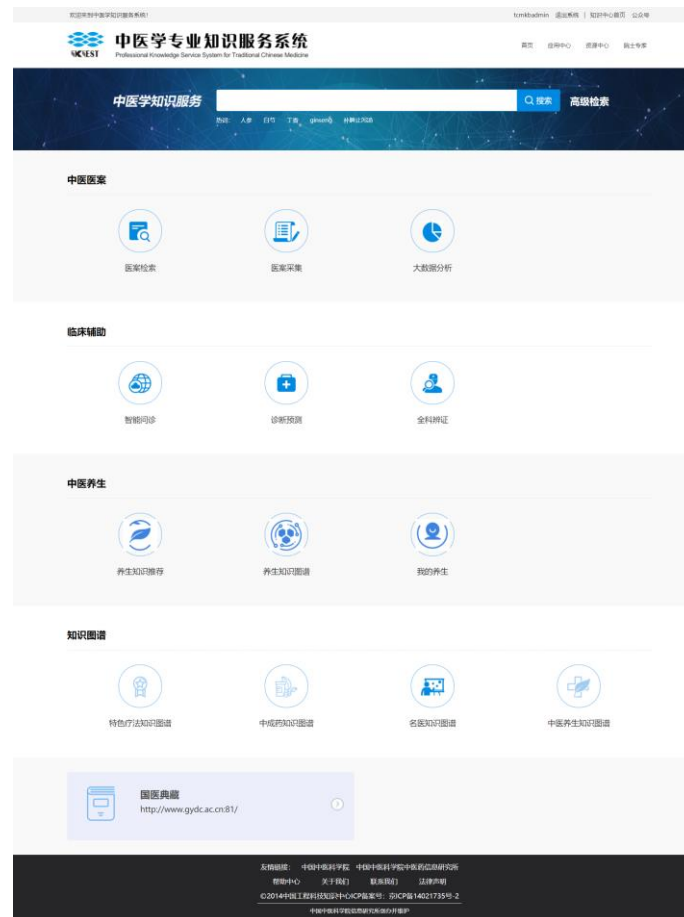 欢迎来到中医学知识服务系统!
tcmkbadmin 退出系统 | 知识中心首页 公众号
中医学专业知识服务系统
Professional Knowledge Service System for Traditional Chinese Medicine
首页 应用中心 资源中心 院士专家
中医学知识服务
搜索
高级检索
热词: 人参 白芍 丁香 ginseng
中医医案
医案检索 医案采集 大数据分析
临床辅助
智能问诊 诊断预测 全科辨证
中医养生
养生知识推荐 养生知识图谱 我的养生
知识图谱
特色疗法知识图谱 中成药知识图谱 名医知识图谱 中医养生知识图谱
国医典藏
http://www.gydc.ac.cn:81/
友情链接: 中国中医科学院 中国中医科学院中医药信息研究所
帮助中心 关于我们 联系我们 法律声明
©2014中国工程科技知识中心ICP备案号: 京ICP备14021735号-2
中国中医科学院信息研究所